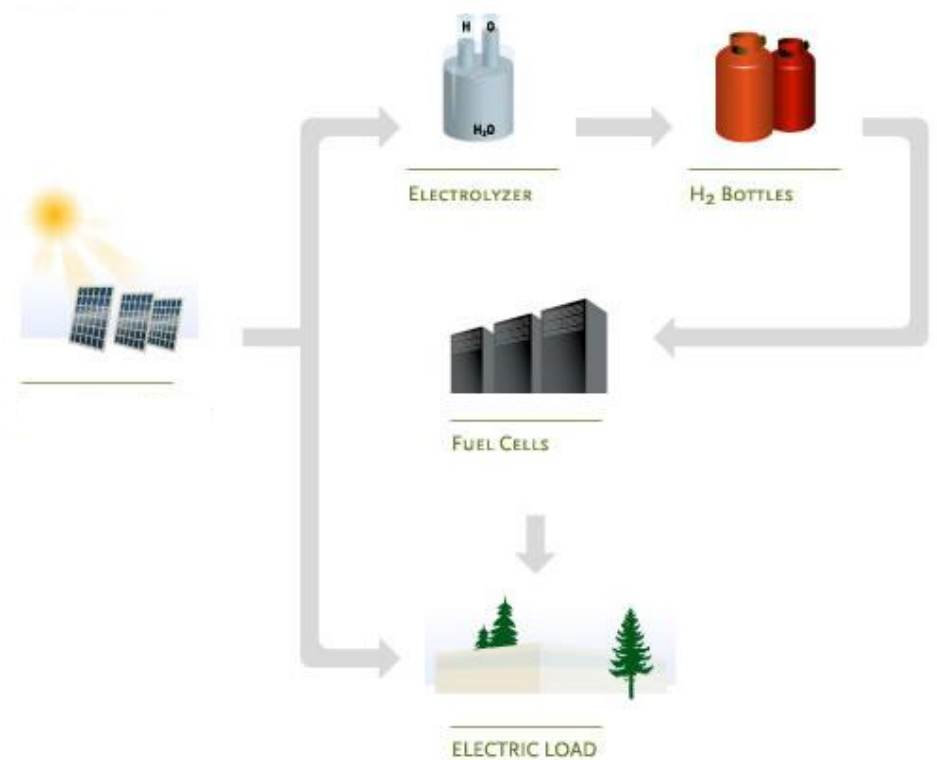 H O
H₂O
ELECTROLYZER
H₂ BOTTLES
FUEL CELLS
ELECTRIC LOAD